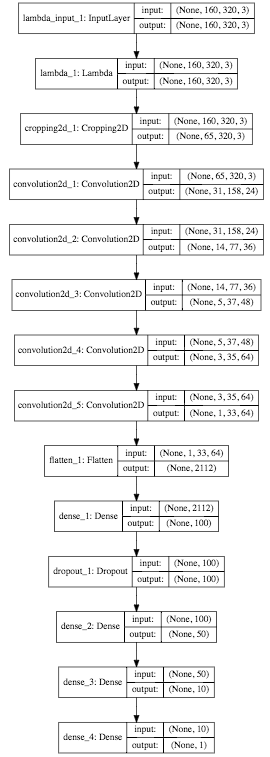 lambda_input_1: InputLayer input: (None, 160, 320, 3)
output: (None, 160, 320, 3)
lambda_1: Lambda input: (None, 160, 320, 3)
output: (None, 160, 320, 3)
cropping2d_1: Cropping2D input: (None, 160, 320, 3)
output: (None, 65, 320, 3)
convolution2d_1: Convolution2D input: (None, 65, 320, 3)
output: (None, 31, 158, 24)
convolution2d_2: Convolution2D input: (None, 31, 158, 24)
output: (None, 14, 77, 36)
convolution2d_3: Convolution2D input: (None, 14, 77, 36)
output: (None, 5, 37, 48)
convolution2d_4: Convolution2D input: (None, 5, 37, 48)
output: (None, 3, 35, 64)
convolution2d_5: Convolution2D input: (None, 3, 35, 64)
output: (None, 1, 33, 64)
flatten_1: Flatten input: (None, 1, 33, 64)
output: (None, 2112)
dense_1: Dense input: (None, 2112)
output: (None, 100)
dropout_1: Dropout input: (None, 100)
output: (None, 100)
dense_2: Dense input: (None, 100)
output: (None, 50)
dense_3: Dense input: (None, 50)
output: (None, 10)
dense_4: Dense input: (None, 10)
output: (None, 1)